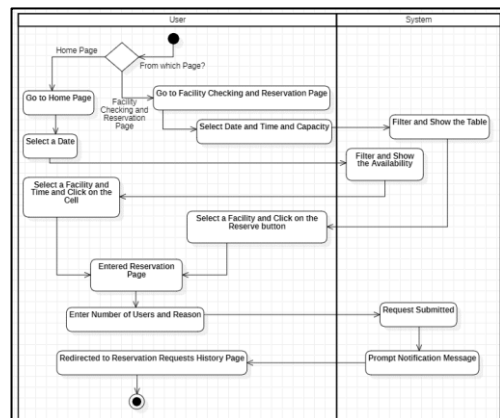 User
System
Home Page
From which Page?
Go to Home Page
Facility
Checking and
Reservation
Page
Go to Facility Checking and Reservation Page
Select Date and Time and Capacity
Filter and Show the Table
Select a Date
Filter and Show
the Availability
Select a Facility and
Time and Click on the
Cell
Select a Facility and Click on the
Reserve button
Entered Reservation
Page
Enter Number of Users and Reason
Request Submitted
Redirected to Reservation Requests History Page
Prompt Notification Message